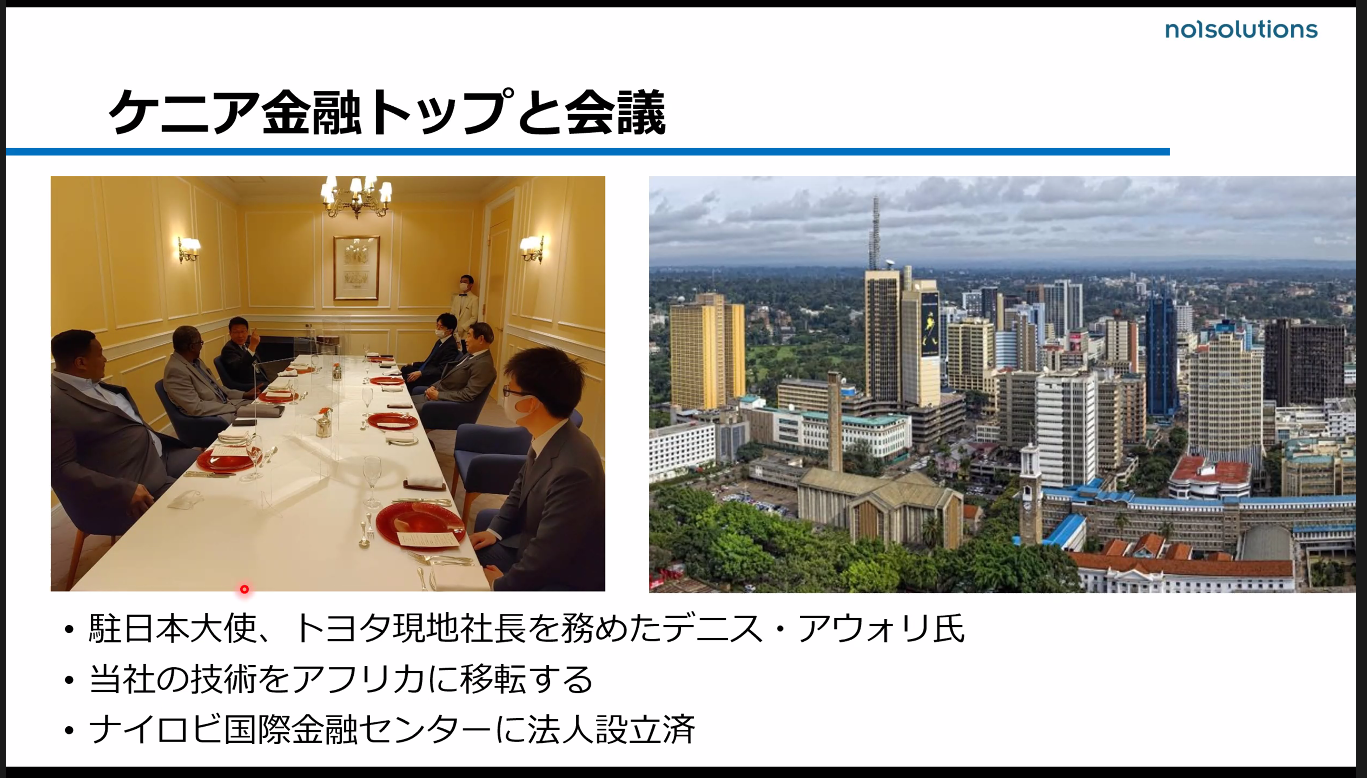 no1solutions
ケニア金融トップと会議
• 駐日本大使、トヨタ現地社長を務めたデニス・アウォリ氏
• 当社の技術をアフリカに移転する
• ナイロビ国際金融センターに法人設立済